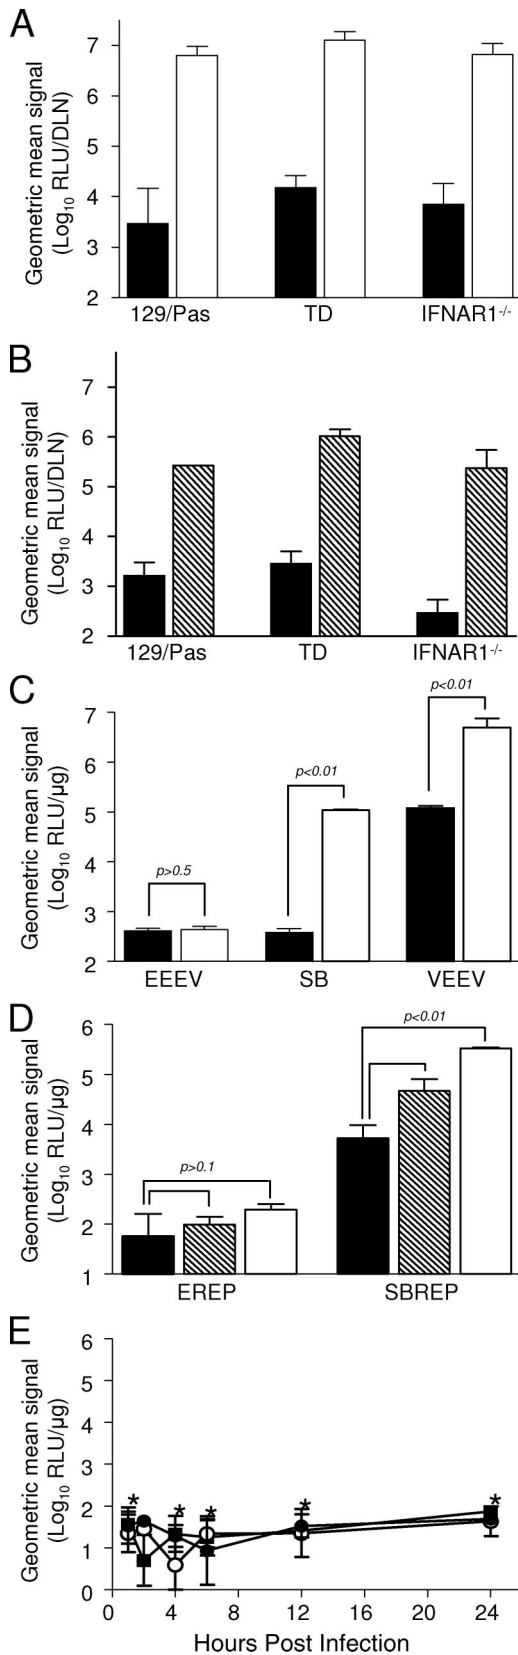 A
Geometric mean signal
(Log₁₀ RLU/DLN)
7
6
5
4
3
2
129/Pas TD IFNAR1⁻/⁻
B
Geometric mean signal
(Log₁₀ RLU/DLN)
7
6
5
4
3
2
129/Pas TD IFNAR1⁻/⁻
C
Geometric mean signal
(Log₁₀ RLU/µg)
7
6
5
4
3
2
p>0.5
p<0.01
p<0.01
EEEV SB VEEV
D
Geometric mean signal
(Log₁₀ RLU/µg)
6
5
4
3
2
1
p>0.1
p<0.01
EREP SBREP
E
Geometric mean signal
(Log₁₀ RLU/µg)
6
5
4
3
2
1
0
* * * * *
0 4 8 12 16 20 24
Hours Post Infection